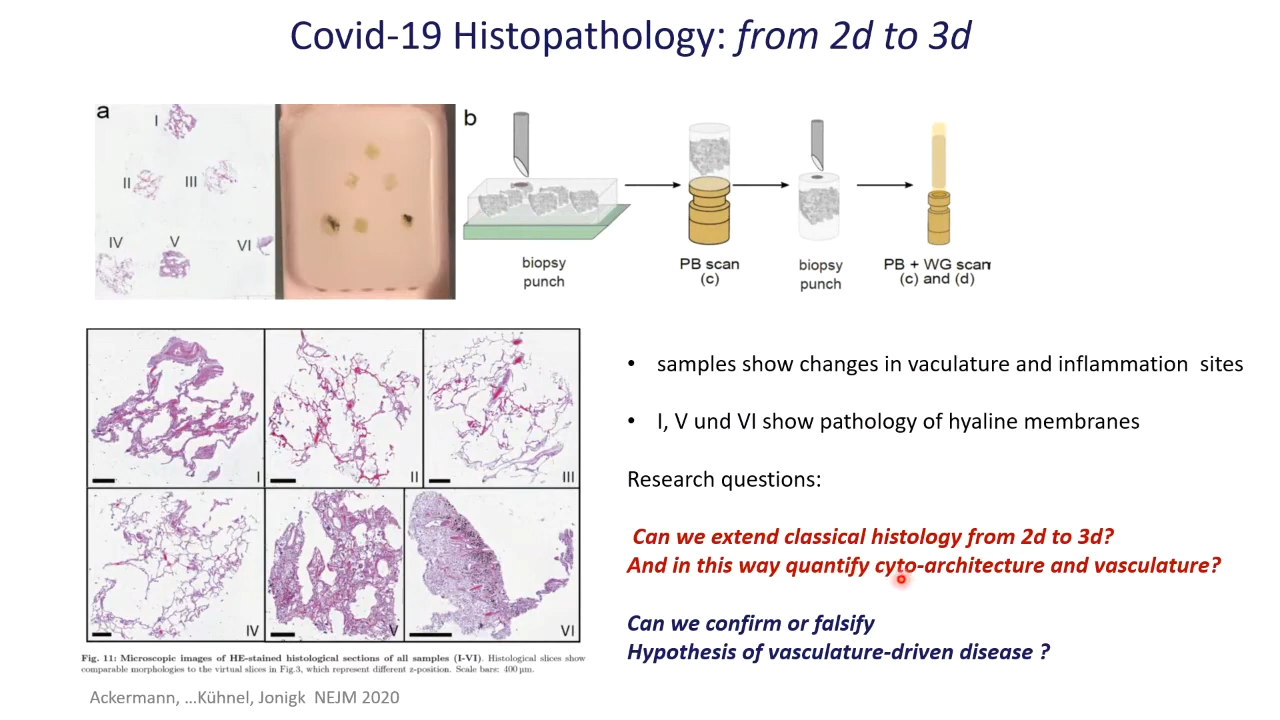 Covid-19 Histopathology: from 2d to 3d
a
I
II
III
IV
V
VI
b
biopsy
punch
PB scan
(c)
biopsy
punch
PB + WG scan
(c) and (d)
I
II
III
IV
V
VI
Fig. 11: Microscopic images of HE-stained histological sections of all samples (I-VI). Histological slices show
comparable morphologies to the virtual slices in Fig.3, which represent different z-position. Scale bars: 400 µm.
Ackermann, ...Kühnel, Jonigk NEJM 2020
• samples show changes in vaculature and inflammation sites
• I, V und VI show pathology of hyaline membranes
Research questions:
Can we extend classical histology from 2d to 3d?
And in this way quantify cyto-architecture and vasculature?
Can we confirm or falsify
Hypothesis of vasculature-driven disease ?